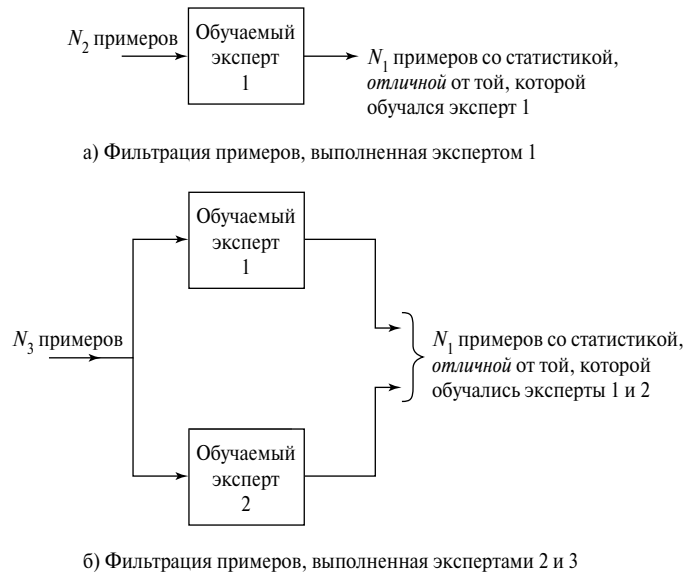 N₂ примеров
Обучаемый
эксперт
1
N₁ примеров со статистикой,
отличной от той, которой
обучался эксперт 1
а) Фильтрация примеров, выполненная экспертом 1
Обучаемый
эксперт
1
N₃ примеров
N₁ примеров со статистикой,
отличной от той, которой
обучались эксперты 1 и 2
Обучаемый
эксперт
2
б) Фильтрация примеров, выполненная экспертами 2 и 3